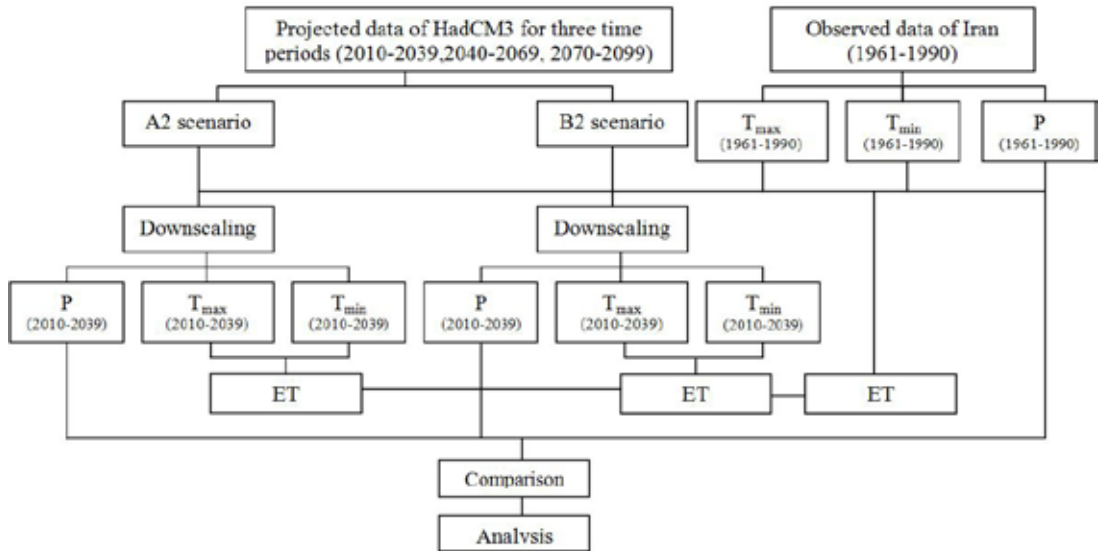 Projected data of HadCM3 for three time
periods (2010-2039,2040-2069, 2070-2099)
Observed data of Iran
(1961-1990)
A2 scenario
B2 scenario
Tmax
(1961-1990)
Tmin
(1961-1990)
P
(1961-1990)
Downscaling
Downscaling
P
(2010-2039)
Tmax
(2010-2039)
Tmin
(2010-2039)
P
(2010-2039)
Tmax
(2010-2039)
Tmin
(2010-2039)
ET
ET
ET
Comparison
Analysis